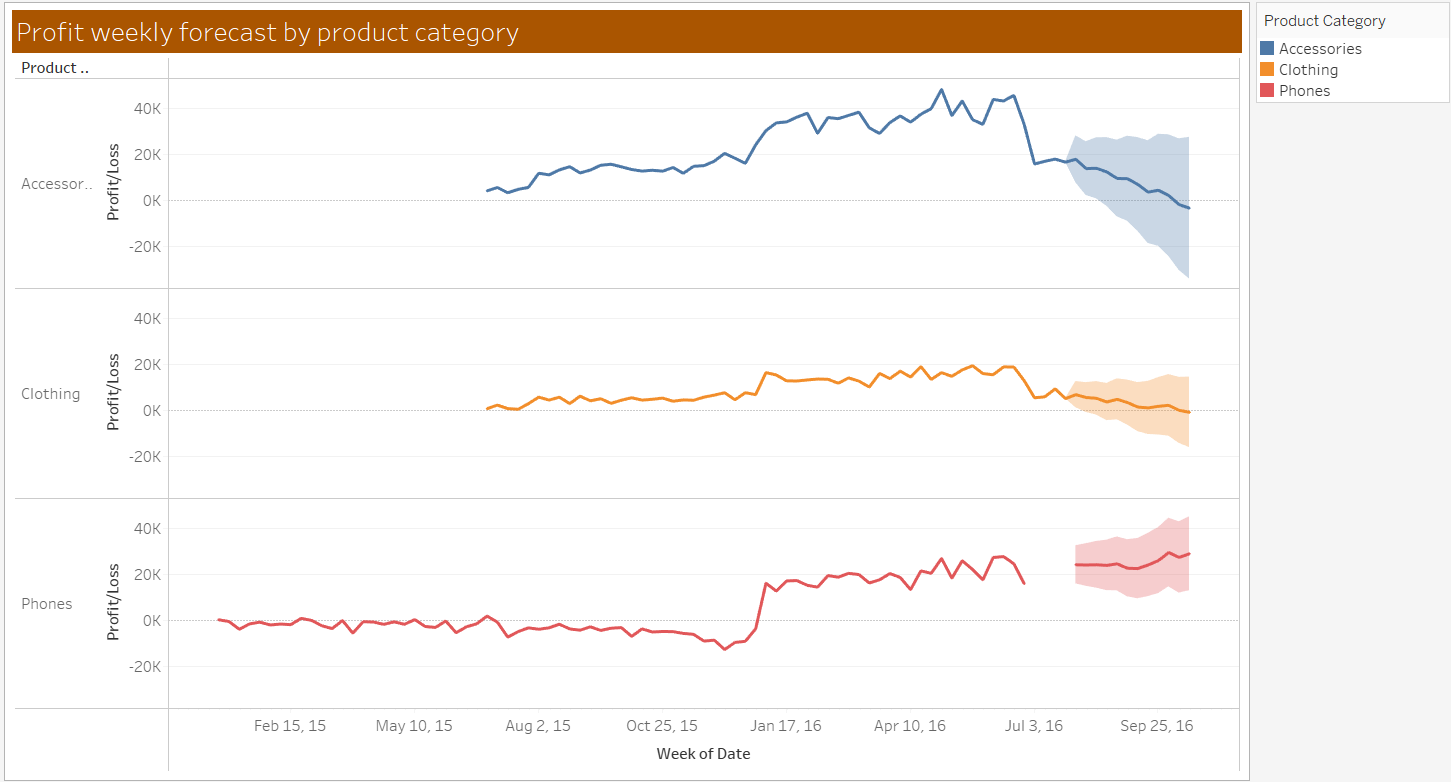 Profit weekly forecast by product category
Product ..
Accessor..
Profit/Loss
40K
20K
0K
-20K
Clothing
Profit/Loss
40K
20K
0K
-20K
Phones
Profit/Loss
40K
20K
0K
-20K
Feb 15, 15 May 10, 15 Aug 2, 15 Oct 25, 15 Jan 17, 16 Apr 10, 16 Jul 3, 16 Sep 25, 16
Week of Date
Product Category
Accessories
Clothing
Phones